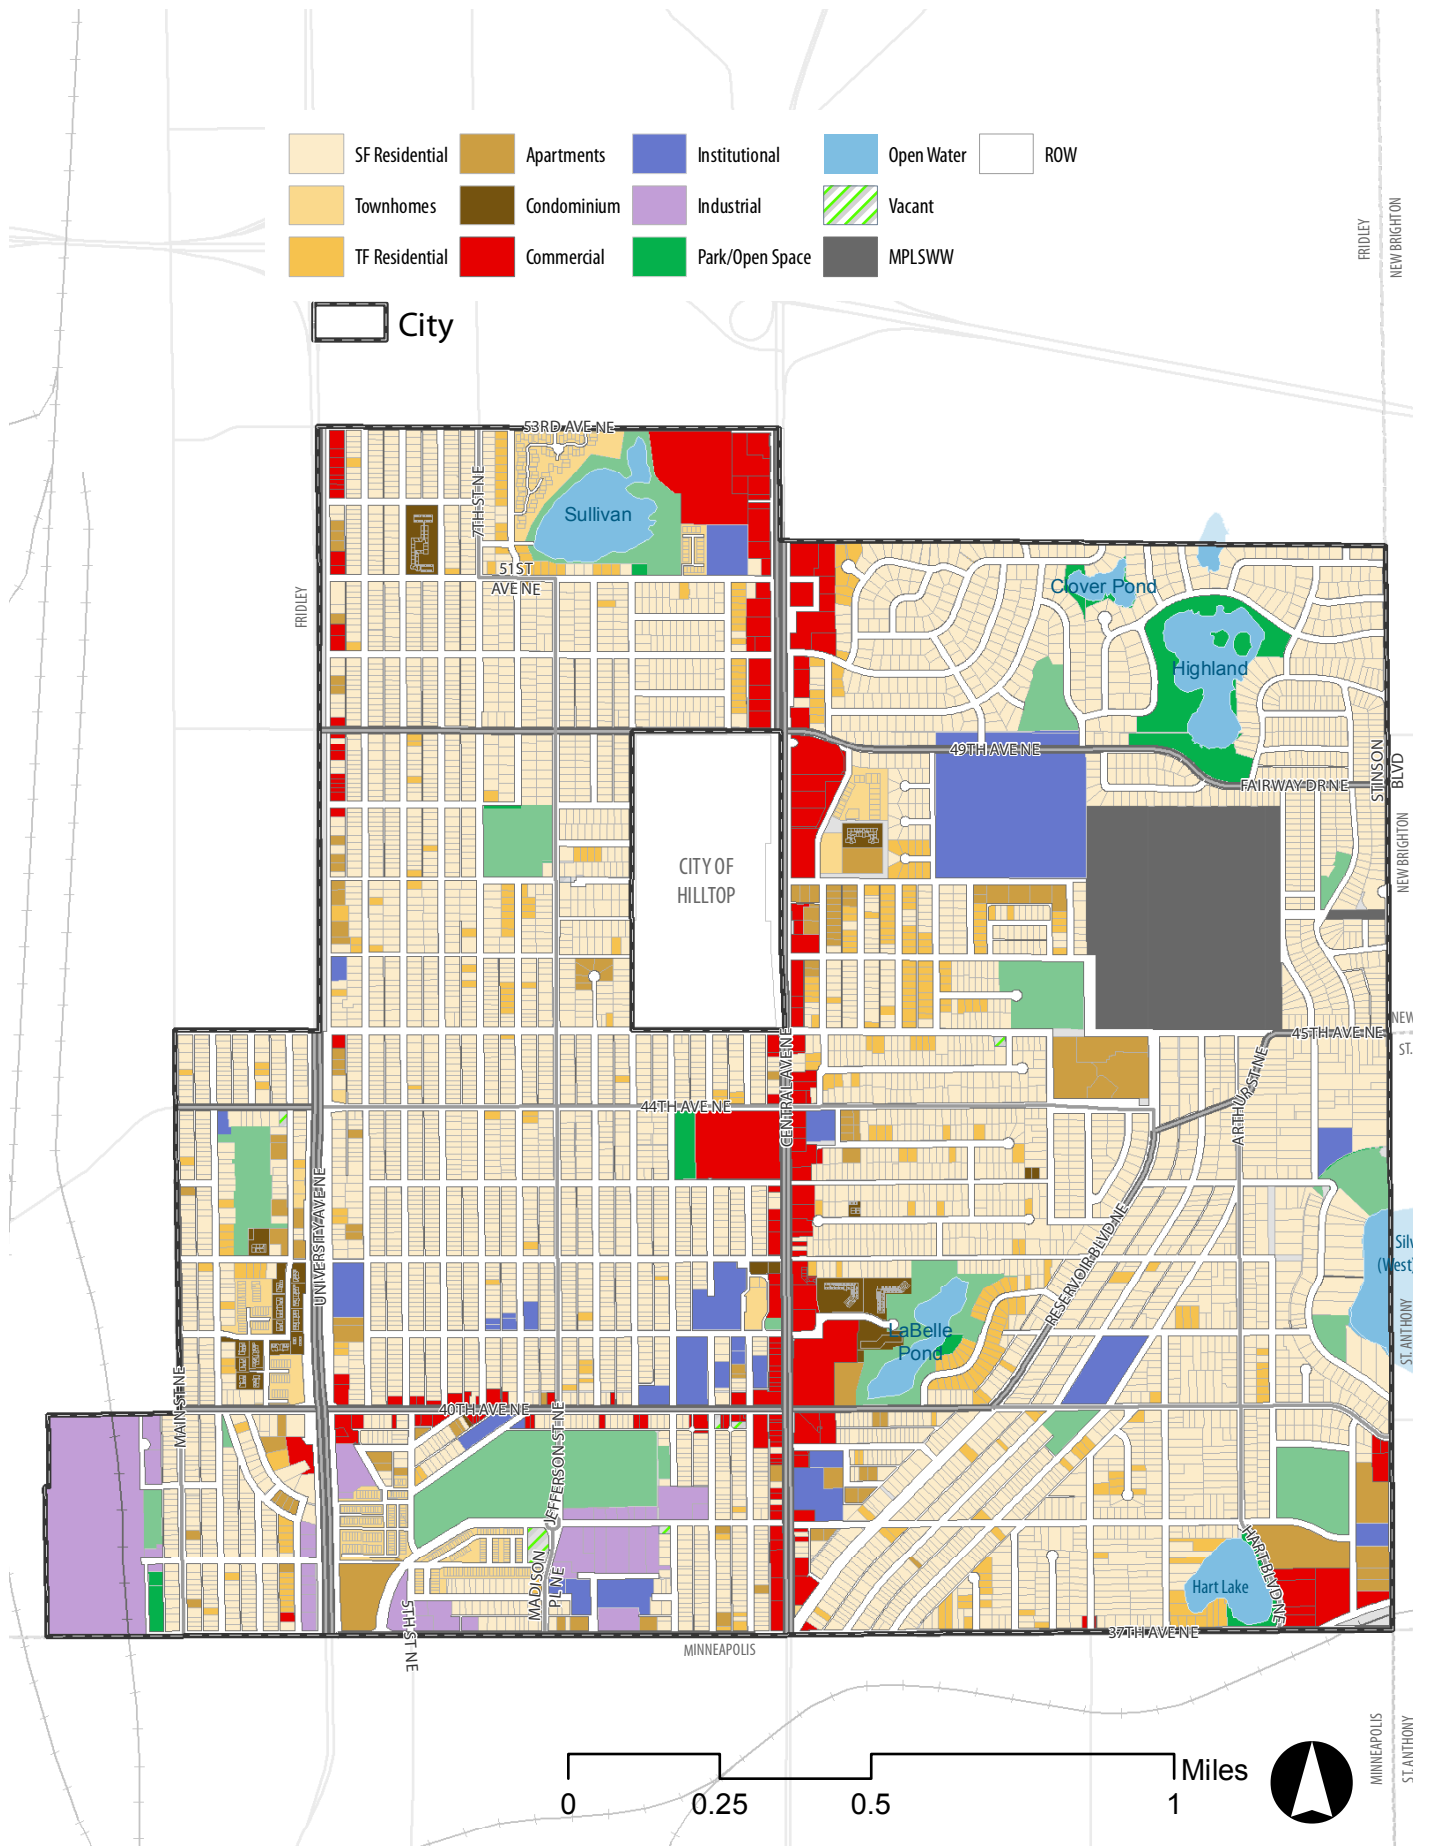 SF Residential
Apartments
Institutional
Open Water
ROW
Townhomes
Condominium
Industrial
Vacant
TF Residential
Commercial
Park/Open Space
MPLSWW
City
FRIDLEY
NEW BRIGHTON
53RD AVE NE
7TH ST NE
Sullivan
51ST
AVE NE
FRIDLEY
Clover Pond
Highland
49TH AVE NE
FAIRWAY DR NE
STINSON
BLVD
CITY OF
HILLTOP
NEW BRIGHTON
NEW
ST.
45TH AVE NE
CENTRAL AVE NE
44TH AVE NE
ARTHUR ST NE
UNIVERSITY AVE NE
RESERVOIR BLVD NE
Silv
(West)
LaBelle
Pond
ST. ANTHONY
MAIN ST NE
40TH AVE NE
JEFFERSON ST NE
MADISON
PL NE
HART BLVD NE
Hart Lake
5TH ST NE
37TH AVE NE
MINNEAPOLIS
MINNEAPOLIS
ST. ANTHONY
Miles
0
0.25
0.5
1